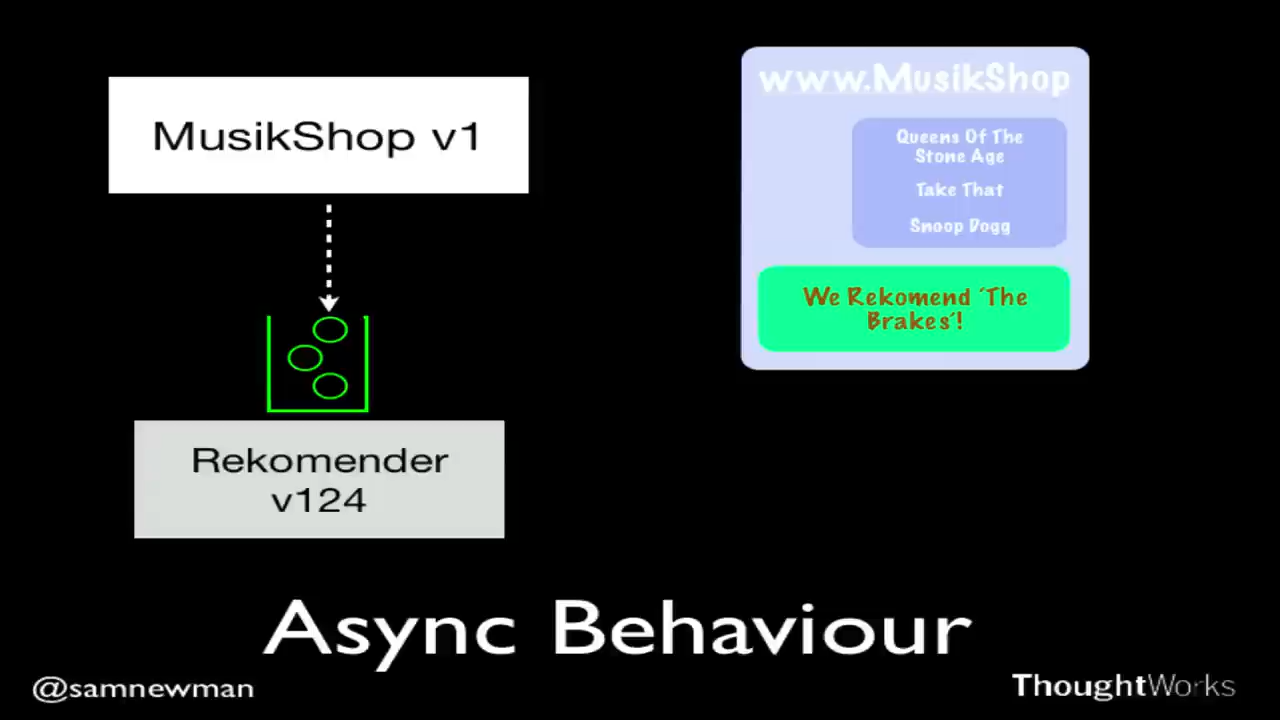 MusikShop v1
www.MusikShop
Queens Of The
Stone Age
Take That
Snoop Dogg
We Rekomend 'The
Brakes'!
Rekomender
v124
Async Behaviour
@samnewman
ThoughtWorks